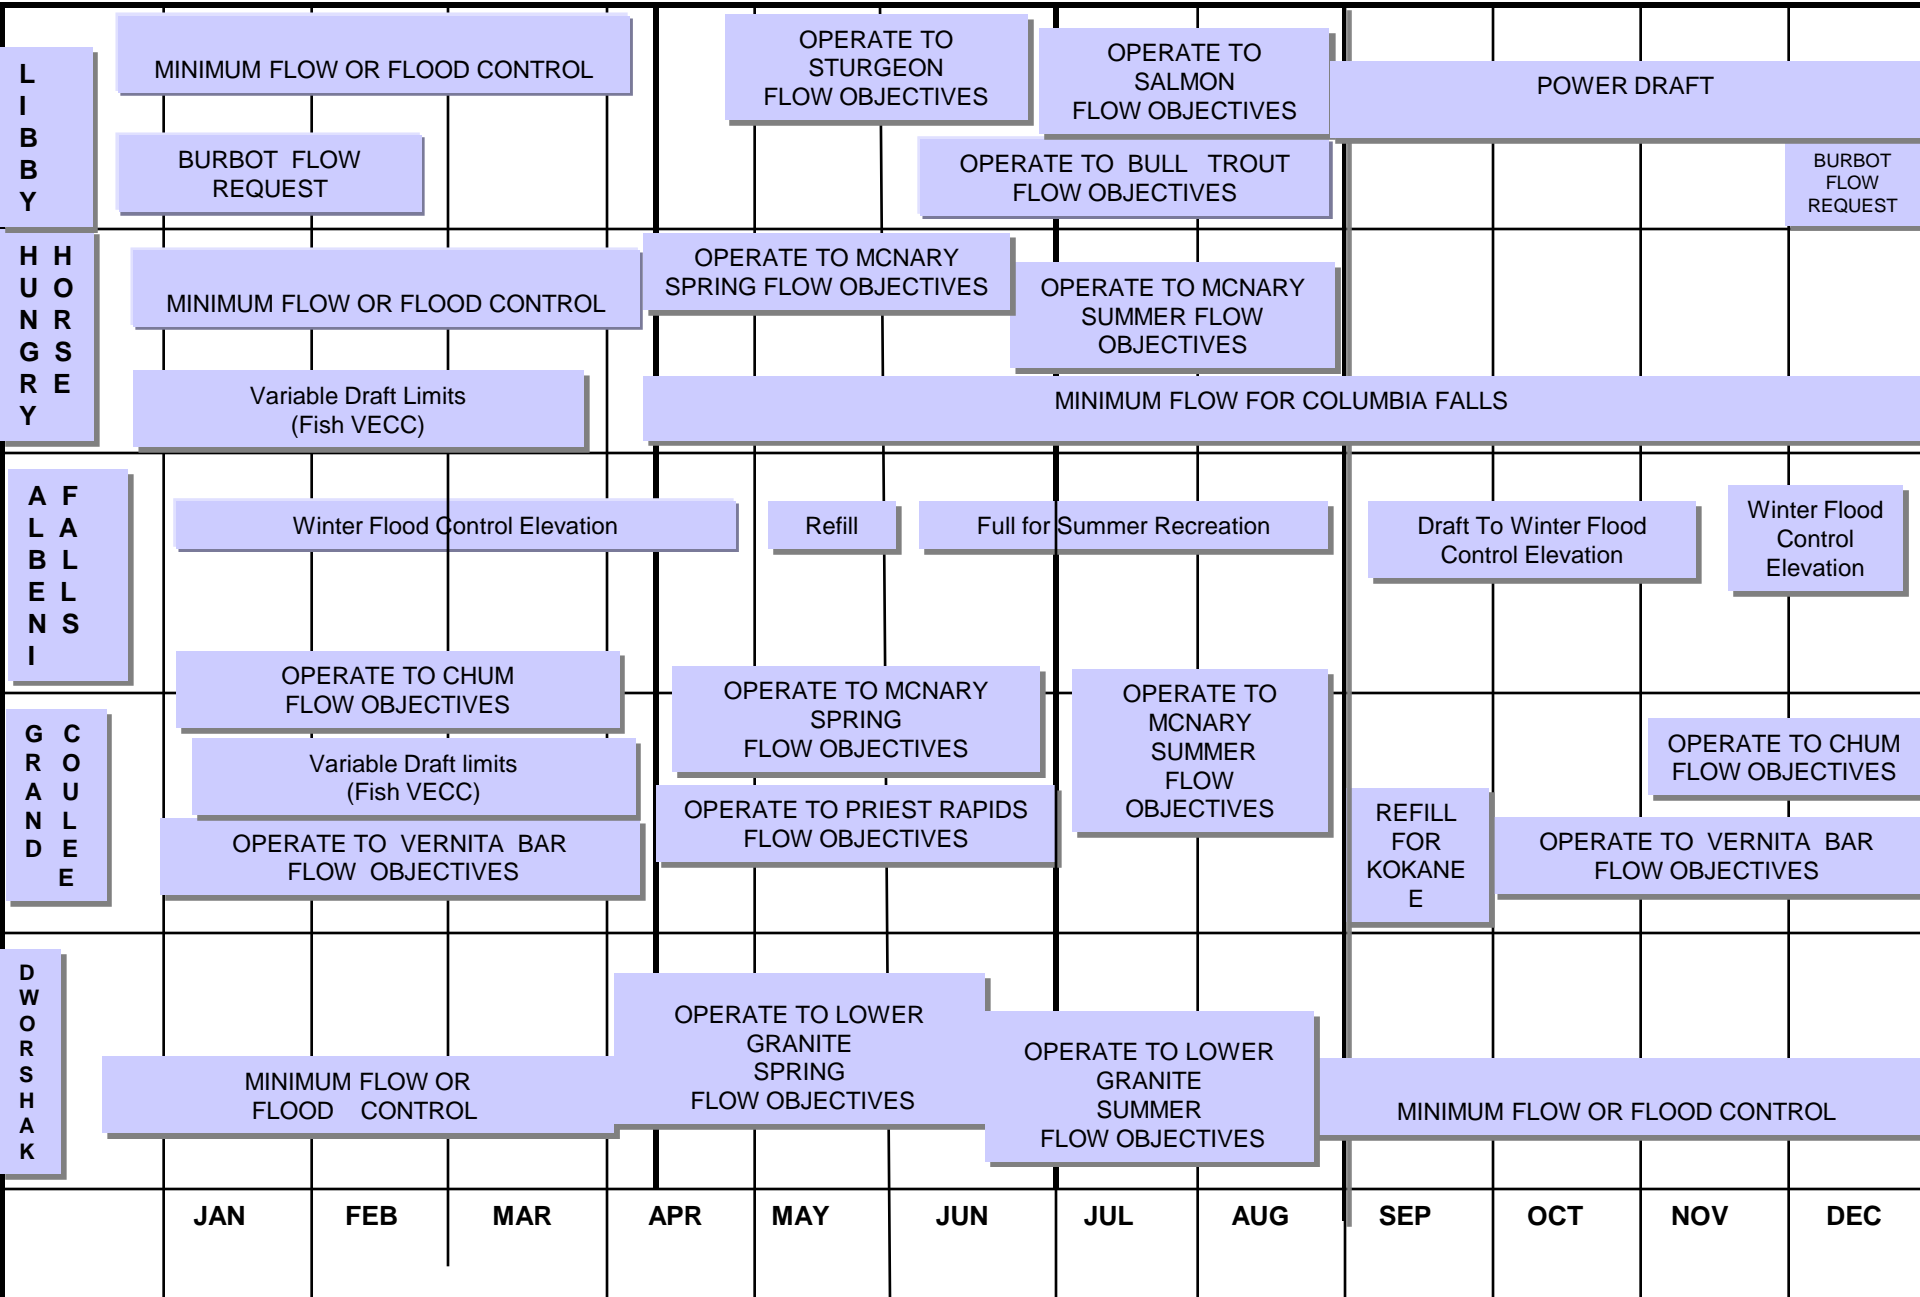 LIBBY
MINIMUM FLOW OR FLOOD CONTROL
BURBOT FLOW
REQUEST
OPERATE TO
STURGEON
FLOW OBJECTIVES
OPERATE TO
SALMON
FLOW OBJECTIVES
POWER DRAFT
OPERATE TO BULL TROUT
FLOW OBJECTIVES
BURBOT
FLOW
REQUEST
HUNGRY
HORSE
MINIMUM FLOW OR FLOOD CONTROL
OPERATE TO MCNARY
SPRING FLOW OBJECTIVES
OPERATE TO MCNARY
SUMMER FLOW
OBJECTIVES
Variable Draft Limits
(Fish VECC)
MINIMUM FLOW FOR COLUMBIA FALLS
ALBENI
FALLS
Winter Flood Control Elevation
Refill
Full for Summer Recreation
Draft To Winter Flood
Control Elevation
Winter Flood
Control
Elevation
OPERATE TO CHUM
FLOW OBJECTIVES
GRAND
COULEE
Variable Draft limits
(Fish VECC)
OPERATE TO VERNITA BAR
FLOW OBJECTIVES
OPERATE TO MCNARY
SPRING
FLOW OBJECTIVES
OPERATE TO PRIEST RAPIDS
FLOW OBJECTIVES
OPERATE TO
MCNARY
SUMMER
FLOW
OBJECTIVES
REFILL
FOR
KOKANE
E
OPERATE TO CHUM
FLOW OBJECTIVES
OPERATE TO VERNITA BAR
FLOW OBJECTIVES
DWORSHAK
MINIMUM FLOW OR
FLOOD CONTROL
OPERATE TO LOWER
GRANITE
SPRING
FLOW OBJECTIVES
OPERATE TO LOWER
GRANITE
SUMMER
FLOW OBJECTIVES
MINIMUM FLOW OR FLOOD CONTROL
JAN FEB MAR APR MAY JUN JUL AUG SEP OCT NOV DEC